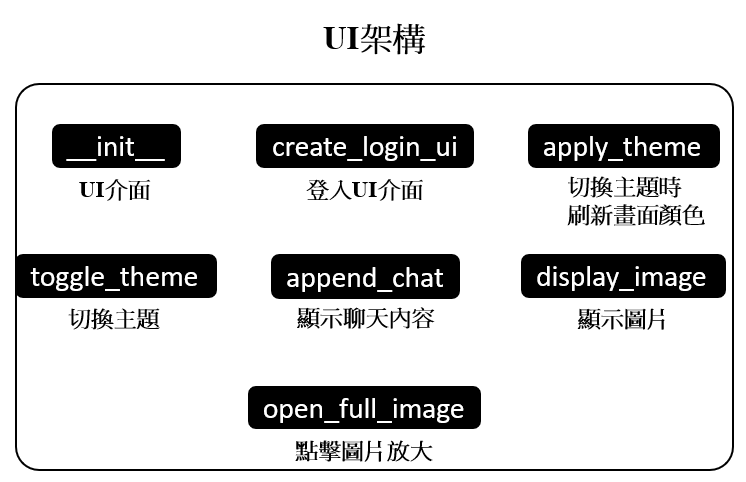 UI架構
__init__
UI介面
create_login_ui
登入UI介面
apply_theme
切換主題時
刷新畫面顏色
toggle_theme
切換主題
append_chat
顯示聊天內容
display_image
顯示圖片
open_full_image
點擊圖片放大